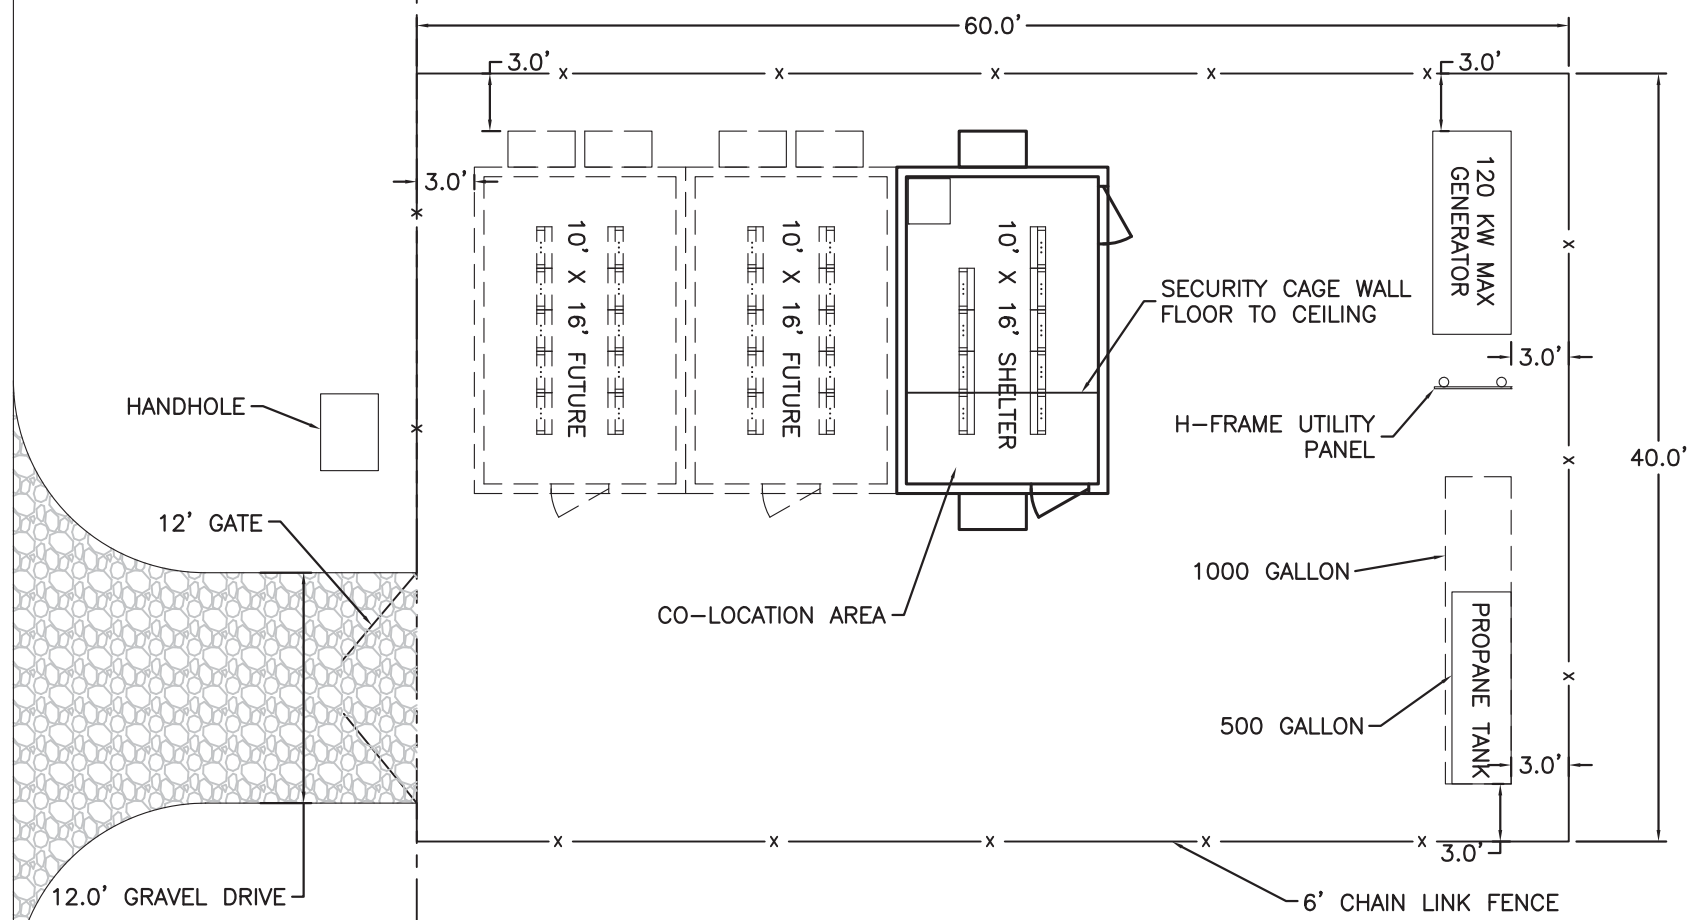 60.0'
3.0'
3.0'
3.0'
10' X 16' FUTURE
10' X 16' FUTURE
10' X 16' SHELTER
120 KW MAX
GENERATOR
SECURITY CAGE WALL
FLOOR TO CEILING
3.0'
HANDHOLE
H-FRAME UTILITY
PANEL
40.0'
12' GATE
1000 GALLON
CO-LOCATION AREA
PROPANE TANK
500 GALLON
3.0'
3.0'
12.0' GRAVEL DRIVE
6' CHAIN LINK FENCE